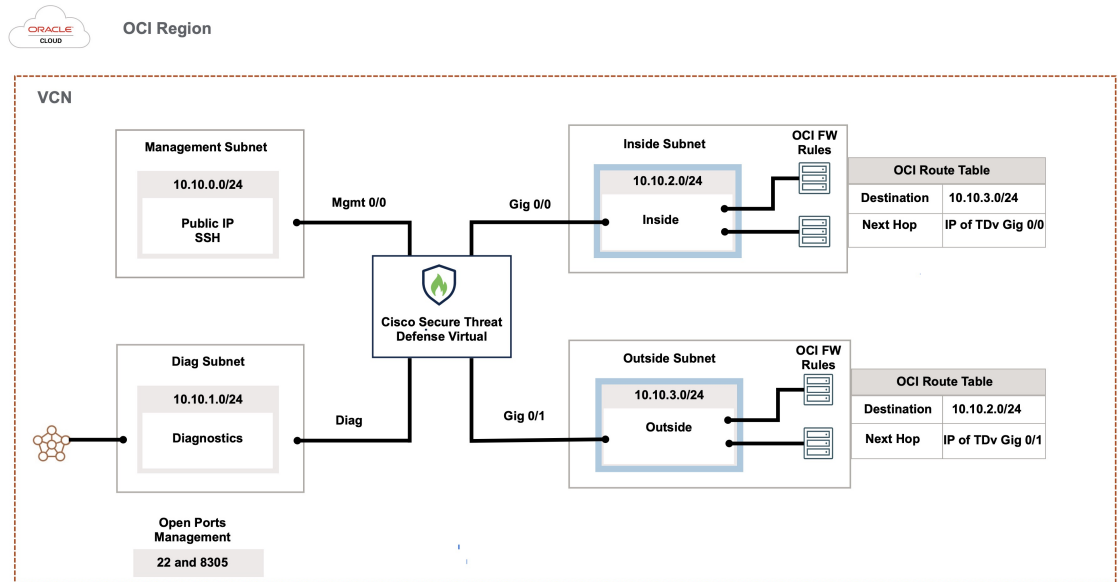 ORACLE
CLOUD
OCI Region
VCN
Management Subnet
10.10.0.0/24
Public IP
SSH
Mgmt 0/0
Gig 0/0
Inside Subnet
10.10.2.0/24
Inside
OCI FW
Rules
OCI Route Table
Destination 10.10.3.0/24
Next Hop IP of TDv Gig 0/0
Cisco Secure Threat
Defense Virtual
Diag Subnet
10.10.1.0/24
Diagnostics
Diag
Gig 0/1
Outside Subnet
10.10.3.0/24
Outside
OCI FW
Rules
OCI Route Table
Destination 10.10.2.0/24
Next Hop IP of TDv Gig 0/1
Open Ports
Management
22 and 8305